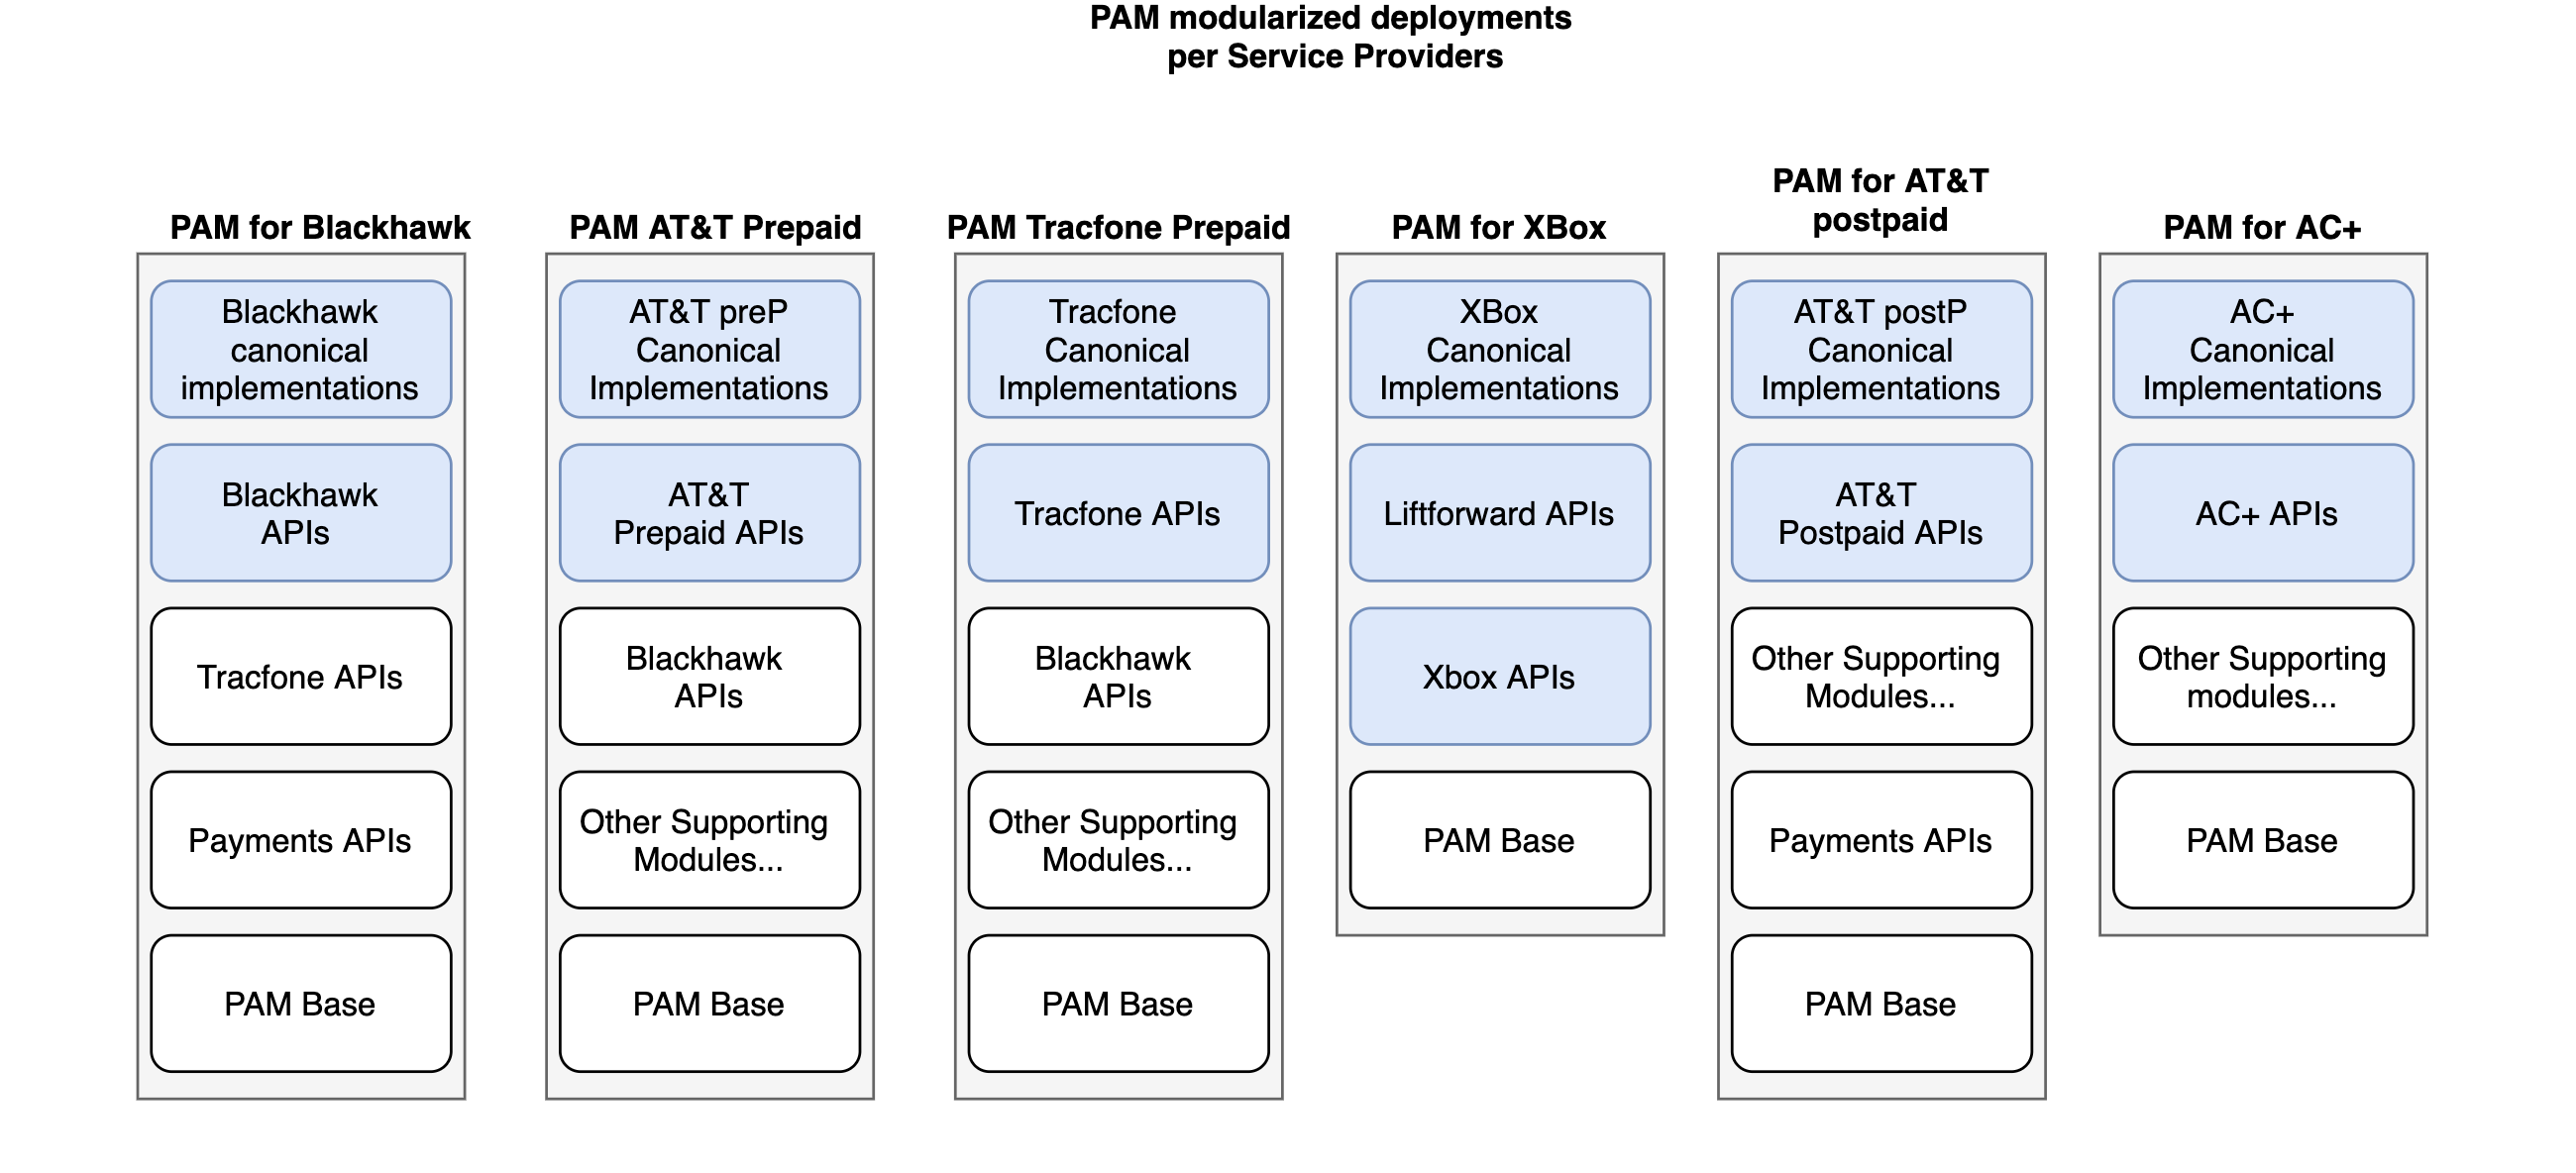 PAM modularized deployments
per Service Providers
PAM for Blackhawk
Blackhawk
canonical
implementations
Blackhawk
APIs
Tracfone APIs
Payments APIs
PAM Base
PAM AT&T Prepaid
AT&T preP
Canonical
Implementations
AT&T
Prepaid APIs
Blackhawk
APIs
Other Supporting
Modules...
PAM Base
PAM Tracfone Prepaid
Tracfone
Canonical
Implementations
Tracfone APIs
Blackhawk
APIs
Other Supporting
Modules...
PAM Base
PAM for XBox
XBox
Canonical
Implementations
Liftforward APIs
Xbox APIs
PAM Base
PAM for AT&T
postpaid
AT&T postP
Canonical
Implementations
AT&T
Postpaid APIs
Other Supporting
Modules...
Payments APIs
PAM Base
PAM for AC+
AC+
Canonical
Implementations
AC+ APIs
Other Supporting
modules...
PAM Base